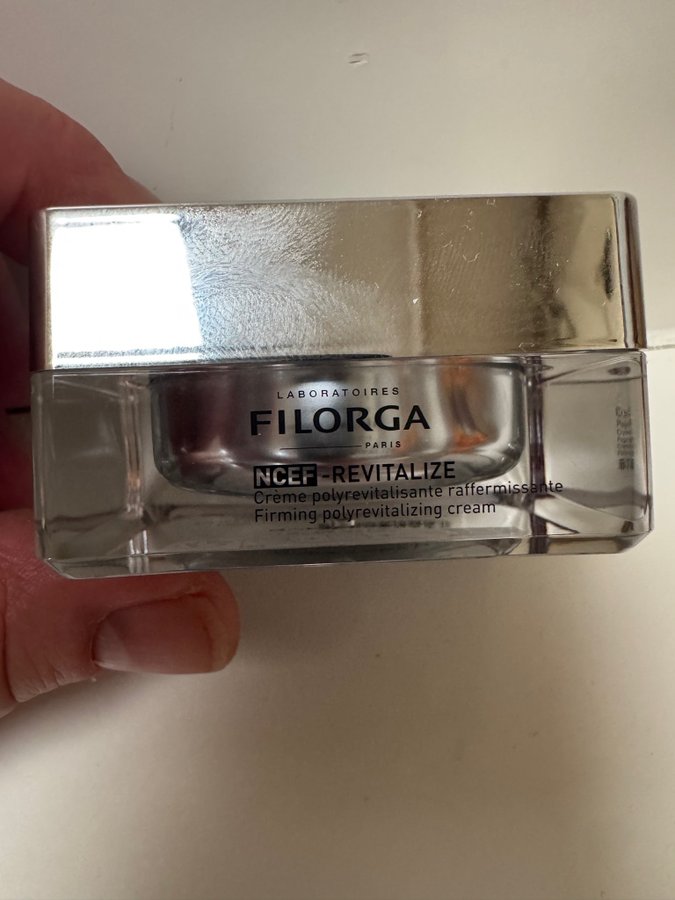 LABORATOIRES
FILORGA
PARIS
NCEF-REVITALIZE
Crème polyrevitalisante raffermissante
Firming polyrevitalizing cream